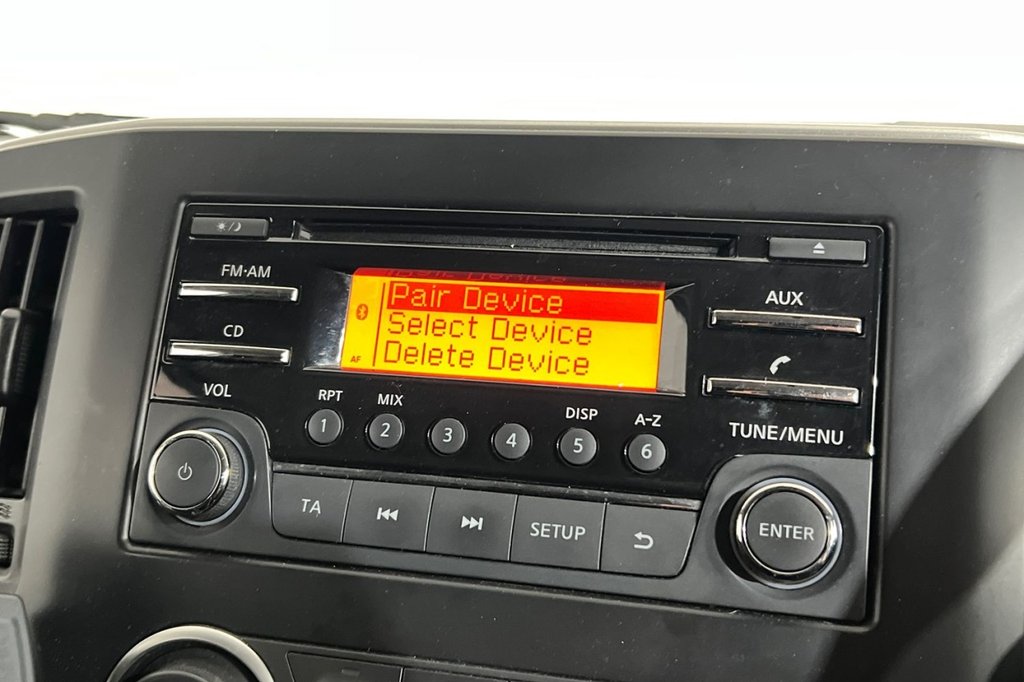 FM·AM
CD
VOL
Pair Device
Select Device
Delete Device
AF
AUX
TUNE/MENU
RPT
MIX
DISP
A-Z
1
2
3
4
5
6
TA
SETUP
ENTER